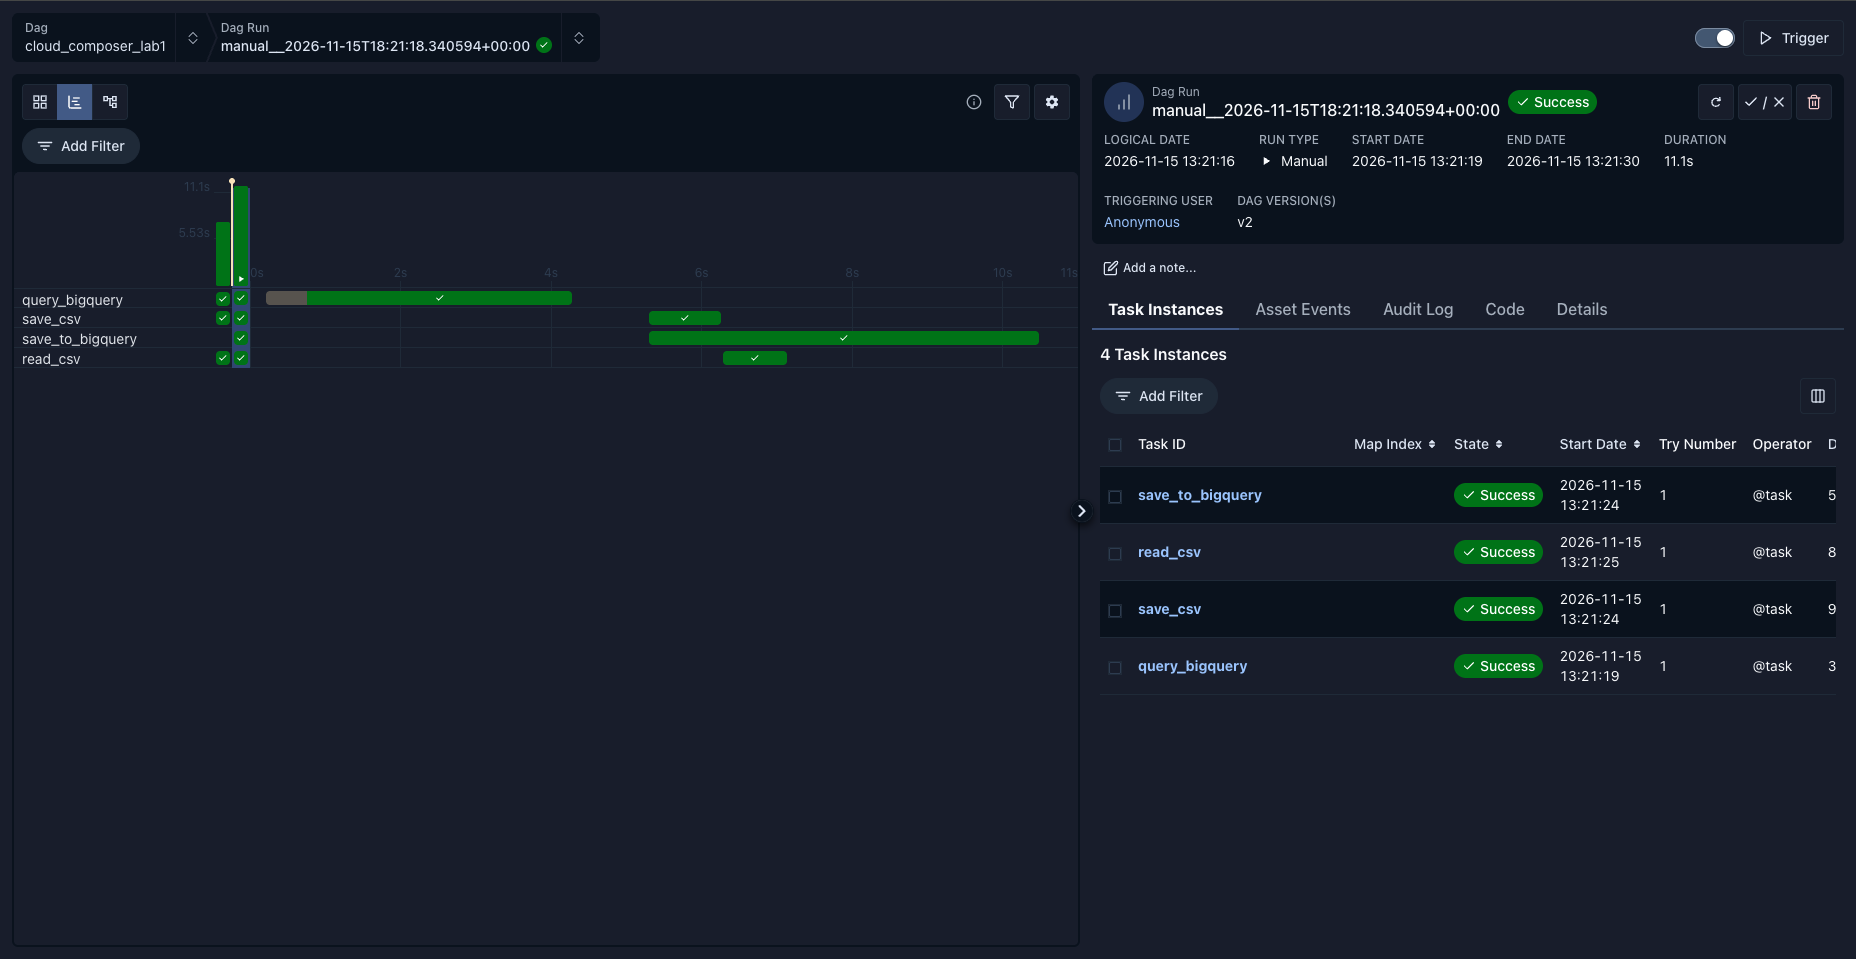 Dag
cloud_composer_lab1
Dag Run
manual__2026-11-15T18:21:18.340594+00:00
Trigger
Add Filter
11.1s
5.53s
0s 2s 4s 6s 8s 10s 11s
query_bigquery
save_csv
save_to_bigquery
read_csv
Dag Run
manual__2026-11-15T18:21:18.340594+00:00 Success
/
LOGICAL DATE RUN TYPE START DATE END DATE DURATION
2026-11-15 13:21:16 Manual 2026-11-15 13:21:19 2026-11-15 13:21:30 11.1s
TRIGGERING USER DAG VERSION(S)
Anonymous v2
Add a note...
Task Instances Asset Events Audit Log Code Details
4 Task Instances
Add Filter
Task ID Map Index State Start Date Try Number Operator D
save_to_bigquery Success 2026-11-15 13:21:24 1 @task 5
read_csv Success 2026-11-15 13:21:25 1 @task 8
save_csv Success 2026-11-15 13:21:24 1 @task 9
query_bigquery Success 2026-11-15 13:21:19 1 @task 3